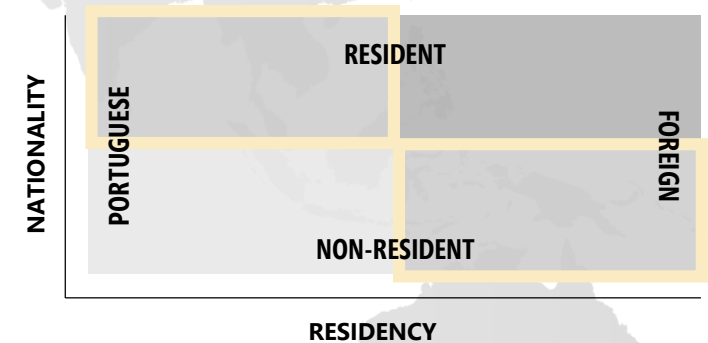 RESIDENT
NATIONALITY
PORTUGUESE
FOREIGN
NON-RESIDENT
RESIDENCY